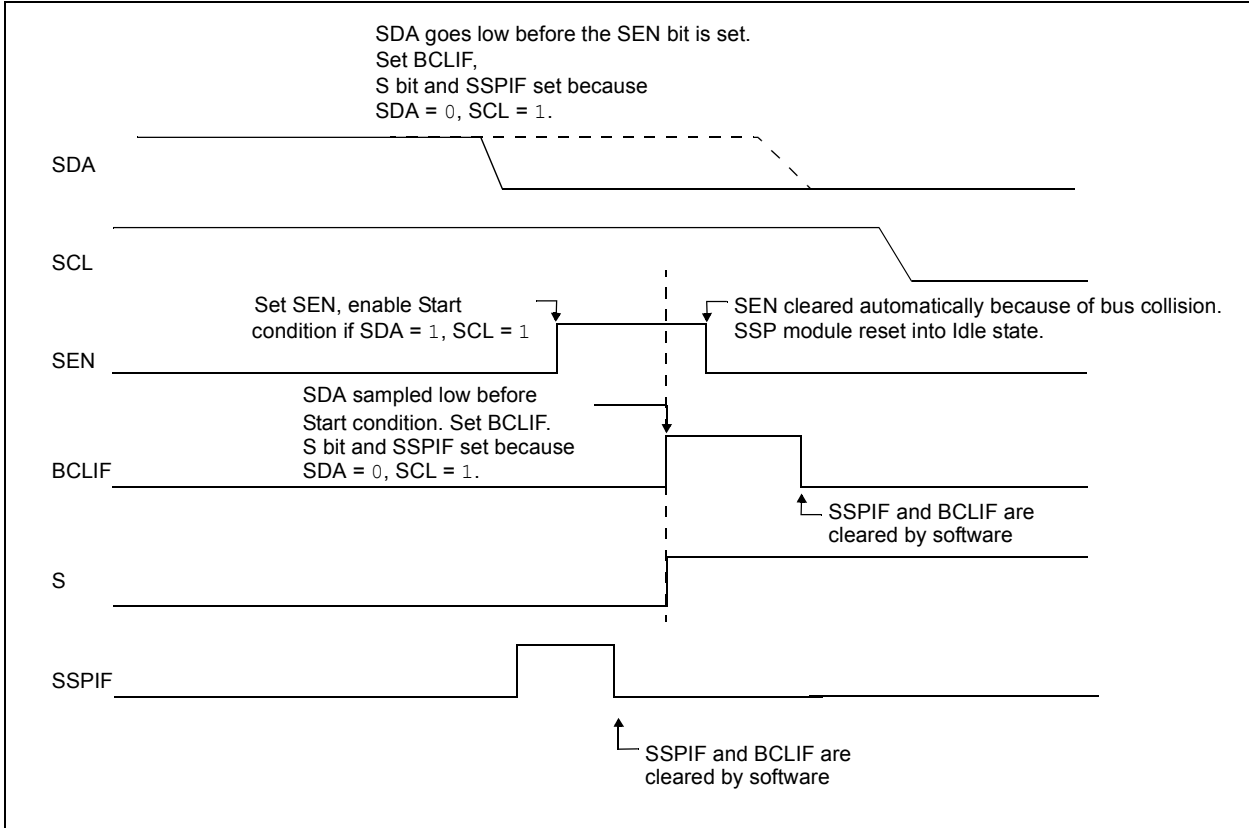 SDA goes low before the SEN bit is set.
Set BCLIF,
S bit and SSPIF set because
SDA = 0, SCL = 1.
SDA
SCL
Set SEN, enable Start
condition if SDA = 1, SCL = 1
SEN cleared automatically because of bus collision.
SSP module reset into Idle state.
SEN
SDA sampled low before
Start condition. Set BCLIF.
S bit and SSPIF set because
SDA = 0, SCL = 1.
BCLIF
SSPIF and BCLIF are
cleared by software
S
SSPIF
SSPIF and BCLIF are
cleared by software